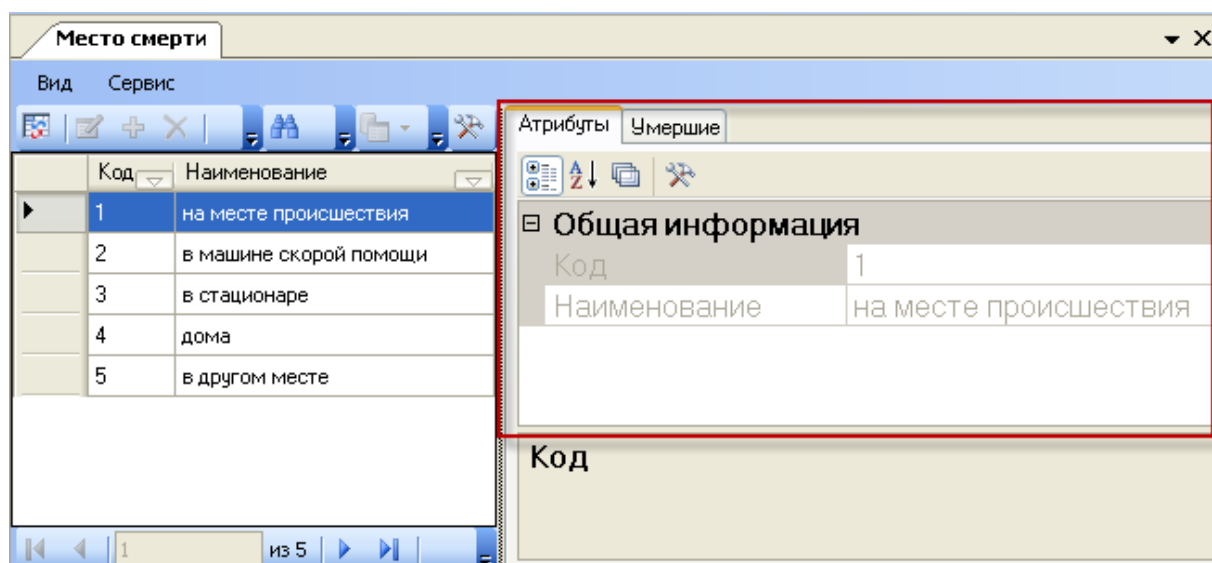 Место смерти
Вид Сервис
Код Наименование
1 на месте происшествия
2 в машине скорой помощи
3 в стационаре
4 дома
5 в другом месте
1 из 5
Атрибуты Умершие
Общая информация
Код 1
Наименование на месте происшествия
Код